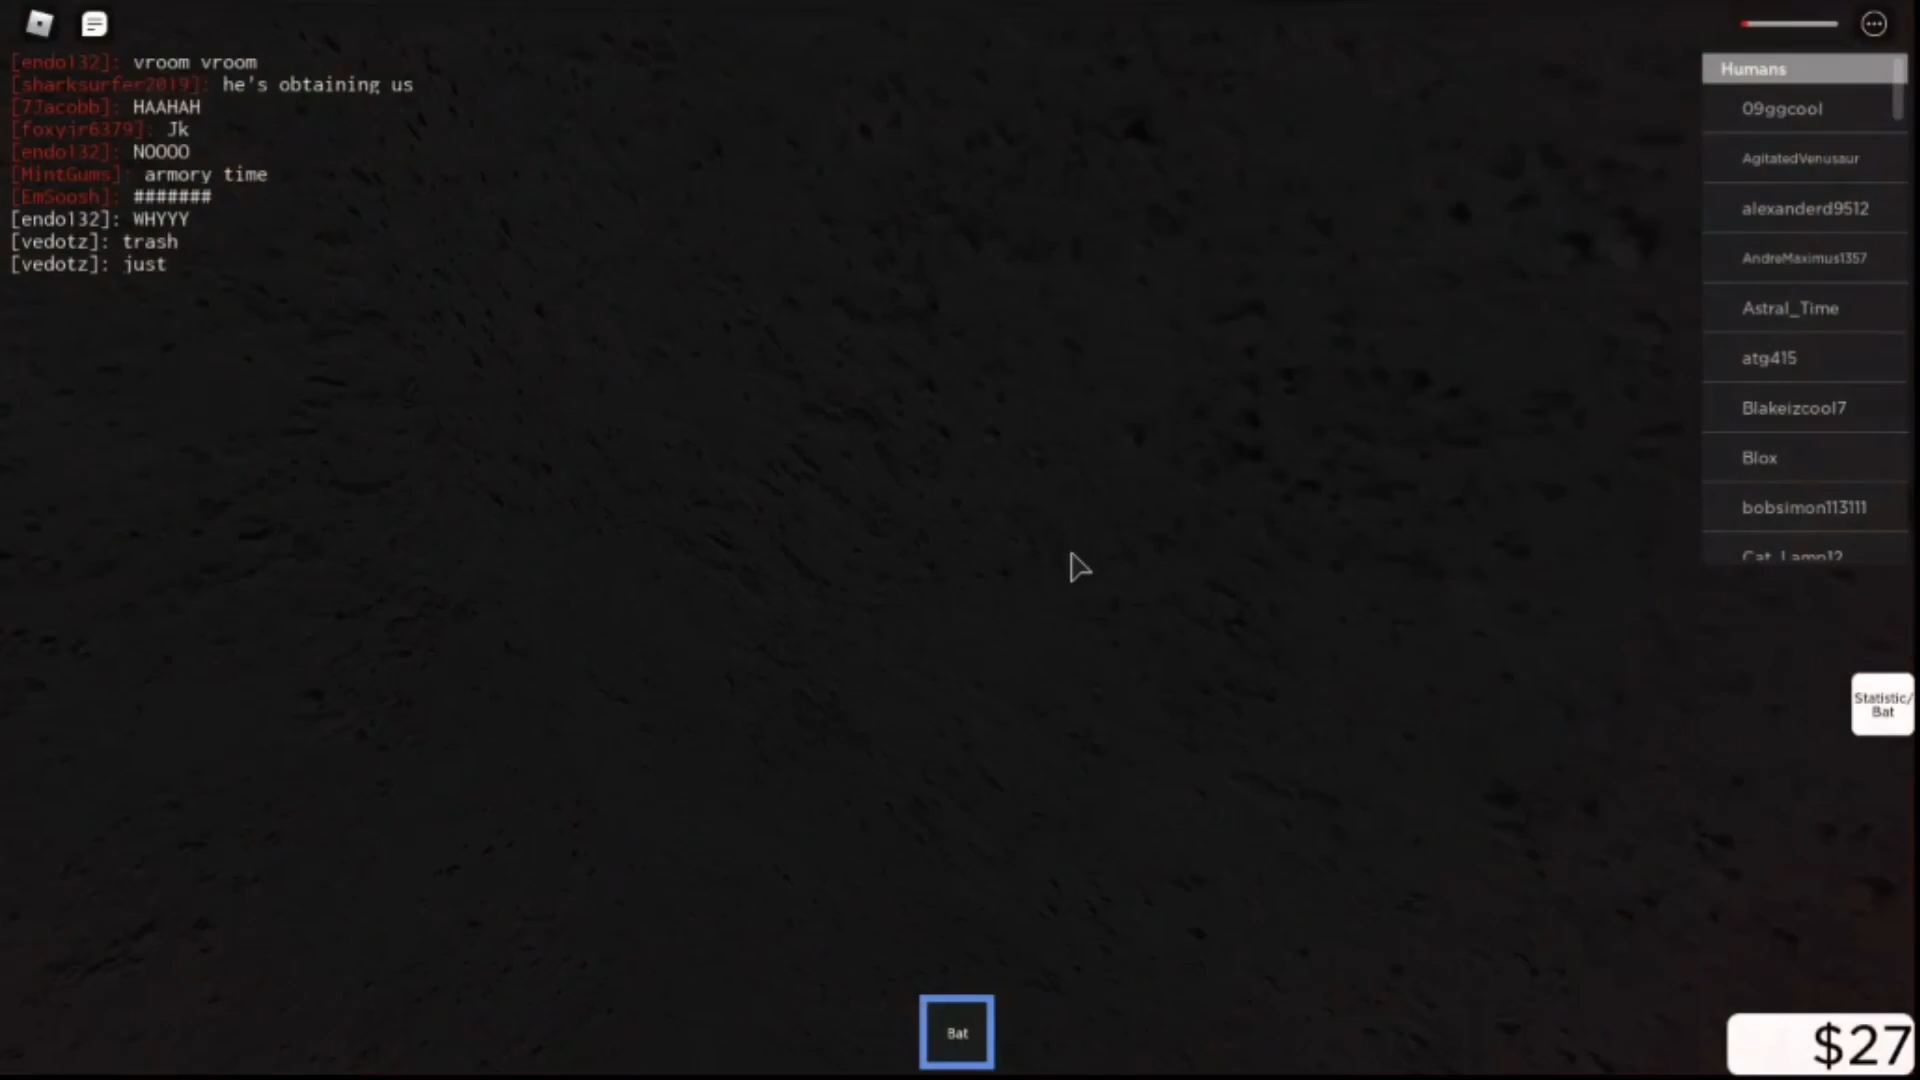 [endo132]: vroom vroom
[sharksurfer2019]: he's obtaining us
[7Jacobb]: HAAHAH
[foxyjr6379]: Jk
[endo132]: NOOOO
[MintGums]: armory time
[EmSoosh]: #######
[endo132]: WHYYY
[vedotz]: trash
[vedotz]: just
Humans
09ggcool
AgitatedVenusaur
alexanderd9512
AndreMaximus1357
Astral_Time
atg415
Blakeizcool7
Blox
bobsimon113111
Cat_Lamp12
Statistic/
Bat
Bat
$27